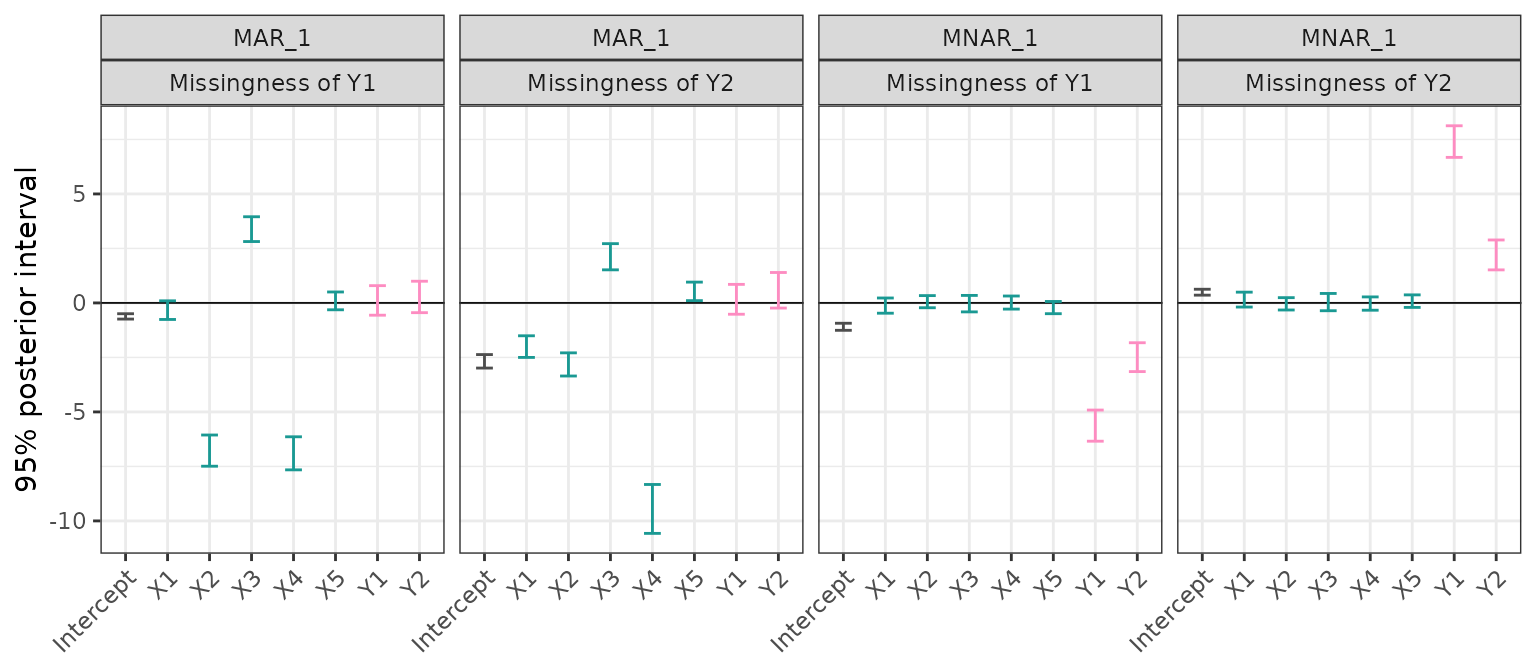 MAR_1 MAR_1 MNAR_1 MNAR_1
Missingness of Y1 Missingness of Y2 Missingness of Y1 Missingness of Y2
95% posterior interval
5
0
-5
-10
Intercept X1 X2 X3 X4 X5 Y1 Y2 Intercept X1 X2 X3 X4 X5 Y1 Y2 Intercept X1 X2 X3 X4 X5 Y1 Y2 Intercept X1 X2 X3 X4 X5 Y1 Y2